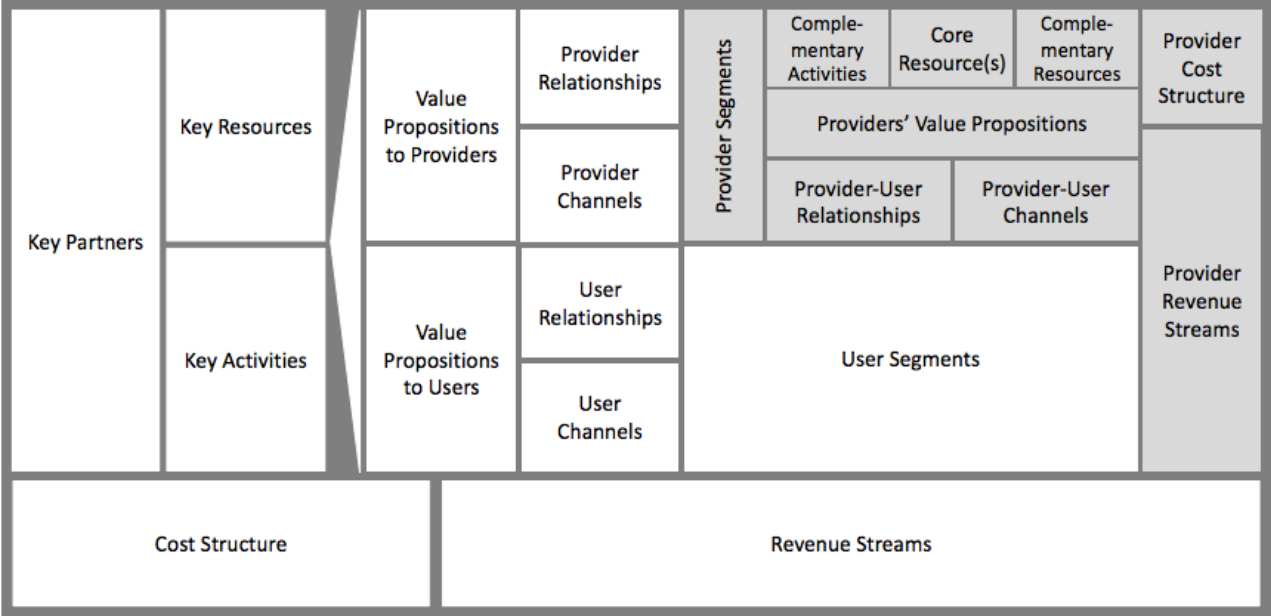 Key Partners
Key Resources
Key Activities
Value
Propositions
to Providers
Value
Propositions
to Users
Provider
Relationships
Provider
Channels
User
Relationships
User
Channels
Provider Segments
Comple-
mentary
Activities
Core
Resource(s)
Comple-
mentary
Resources
Providers’ Value Propositions
Provider-User
Relationships
Provider-User
Channels
User Segments
Provider
Cost
Structure
Provider
Revenue
Streams
Cost Structure
Revenue Streams